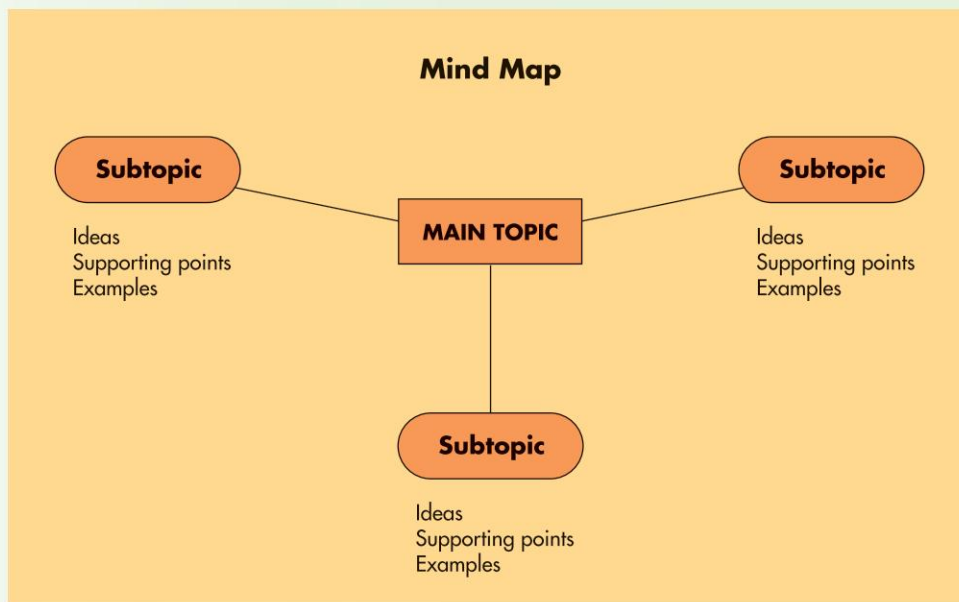 Mind Map
Subtopic
Ideas
Supporting points
Examples
MAIN TOPIC
Subtopic
Ideas
Supporting points
Examples
Subtopic
Ideas
Supporting points
Examples